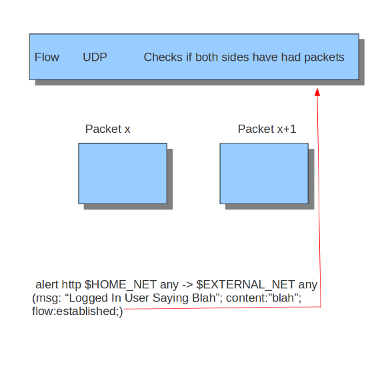 Flow UDP Checks if both sides have had packets
Packet x Packet x+1
alert http $HOME_NET any -> $EXTERNAL_NET any
(msg: “Logged In User Saying Blah”; content:”blah”;
flow:established;)